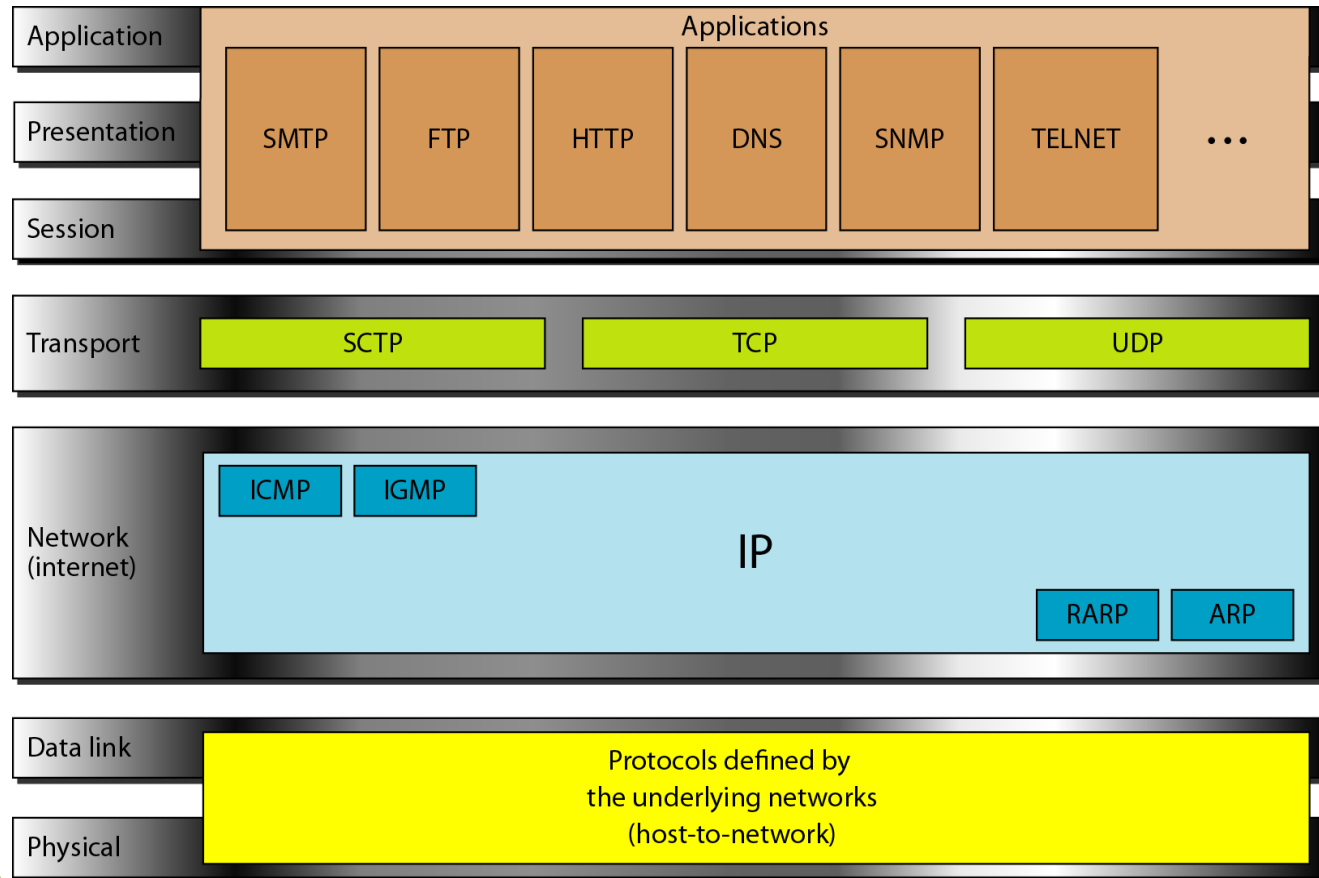 Application
Applications
Presentation
SMTP
FTP
HTTP
DNS
SNMP
TELNET
...
Session
Transport
SCTP
TCP
UDP
ICMP
IGMP
Network
(internet)
IP
RARP
ARP
Data link
Protocols defined by
the underlying networks
(host-to-network)
Physical